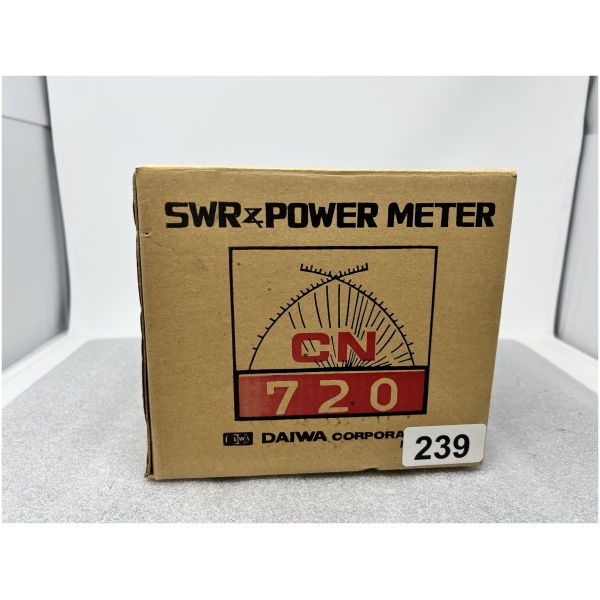 SWR & POWER METER
CN
720
DAIWA DAIWA CORPORA
239